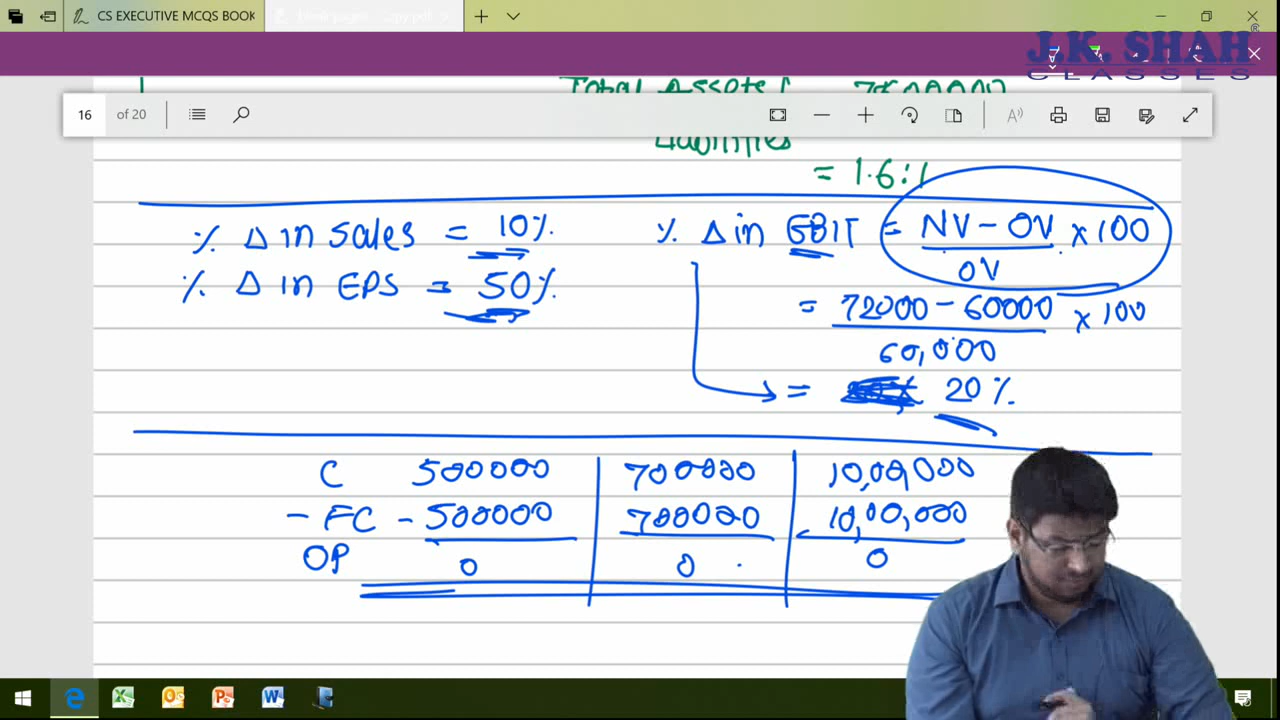 CS EXECUTIVE MCQS BOOK
J.K. SHAH®
CLASSES
Total Assets
16 of 20
Liabilities
= 1.6:1
% Δ in sales = 10%
% Δ in EPS = 50%
% Δ in EBIT = NV - OV × 100
OV
= 72000 - 60000 × 100
60,000
= 20%
C 500000 700000 10,00,000
- FC - 500000 700000 - 10,00,000
OP 0 0 0